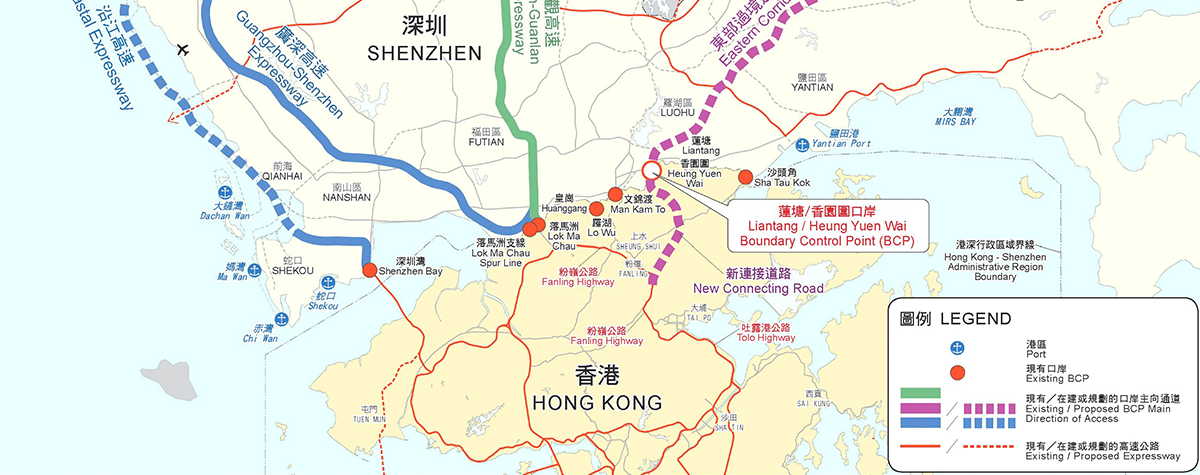 沿江高速
stal Expressway
廣深高速
Guangzhou-Shenzhen
Expressway
深圳
SHENZHEN
觀高速
n-Guanlan
ssway
東部過境
Eastern Corri
鹽田區
YANTIAN
羅湖區
LUOHU
大鵬灣
MIRS BAY
鹽田港
Yantian Port
福田區
FUTIAN
蓮塘
Liantang
香園圍
Heung Yuen
Wai
沙頭角
Sha Tau Kok
前海
QIANHAI
南山區
NANSHAN
大鏟灣
Dachan Wan
皇崗
Huanggang
文錦渡
Man Kam To
羅湖
Lo Wu
落馬洲
Lok Ma
Chau
落馬洲支線
Lok Ma Chau
Spur Line
蓮塘/香園圍口岸
Liantang / Heung Yuen Wai
Boundary Control Point (BCP)
上水
SHEUNG SHUI
粉嶺
FANLING
港深行政區域界線
Hong Kong - Shenzhen
Administrative Region
Boundary
媽灣
Ma Wan
蛇口
SHEKOU
深圳灣
Shenzhen Bay
蛇口
Shekou
赤灣
Chi Wan
粉嶺公路
Fanling Highway
新連接道路
New Connecting Road
大埔
TAI PO
粉嶺公路
Fanling Highway
吐露港公路
Tolo Highway
香港
HONG KONG
屯門
TUEN MUN
沙田
SHA TIN
西貢
SAI KUNG
圖例 LEGEND
港區
Port
現有口岸
Existing BCP
現有／在建或規劃的口岸主向通道
Existing / Proposed BCP Main
Direction of Access
現有／在建或規劃的高速公路
Existing / Proposed Expressway